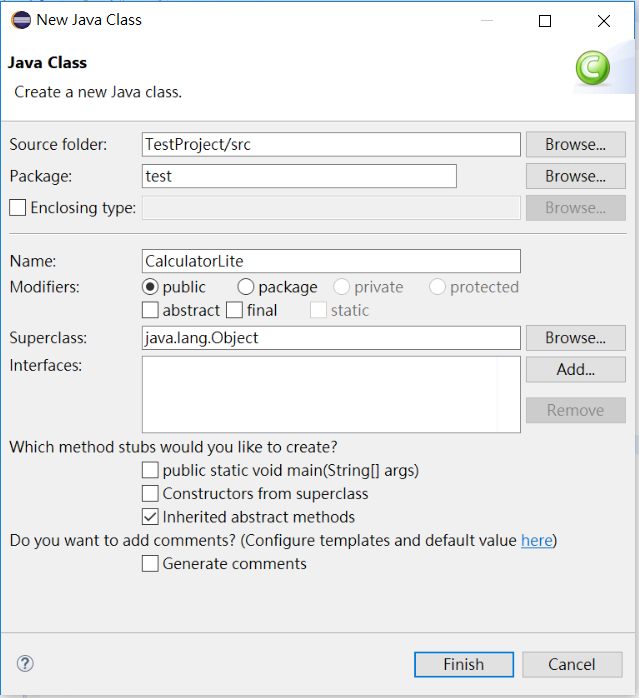 New Java Class
Java Class
Create a new Java class.
Source folder: TestProject/src Browse...
Package: test Browse...
Enclosing type: Browse...
Name: CalculatorLite
Modifiers: public package private protected
abstract final static
Superclass: java.lang.Object Browse...
Interfaces: Add...
Remove
Which method stubs would you like to create?
public static void main(String[] args)
Constructors from superclass
Inherited abstract methods
Do you want to add comments? (Configure templates and default value here)
Generate comments
? Finish Cancel